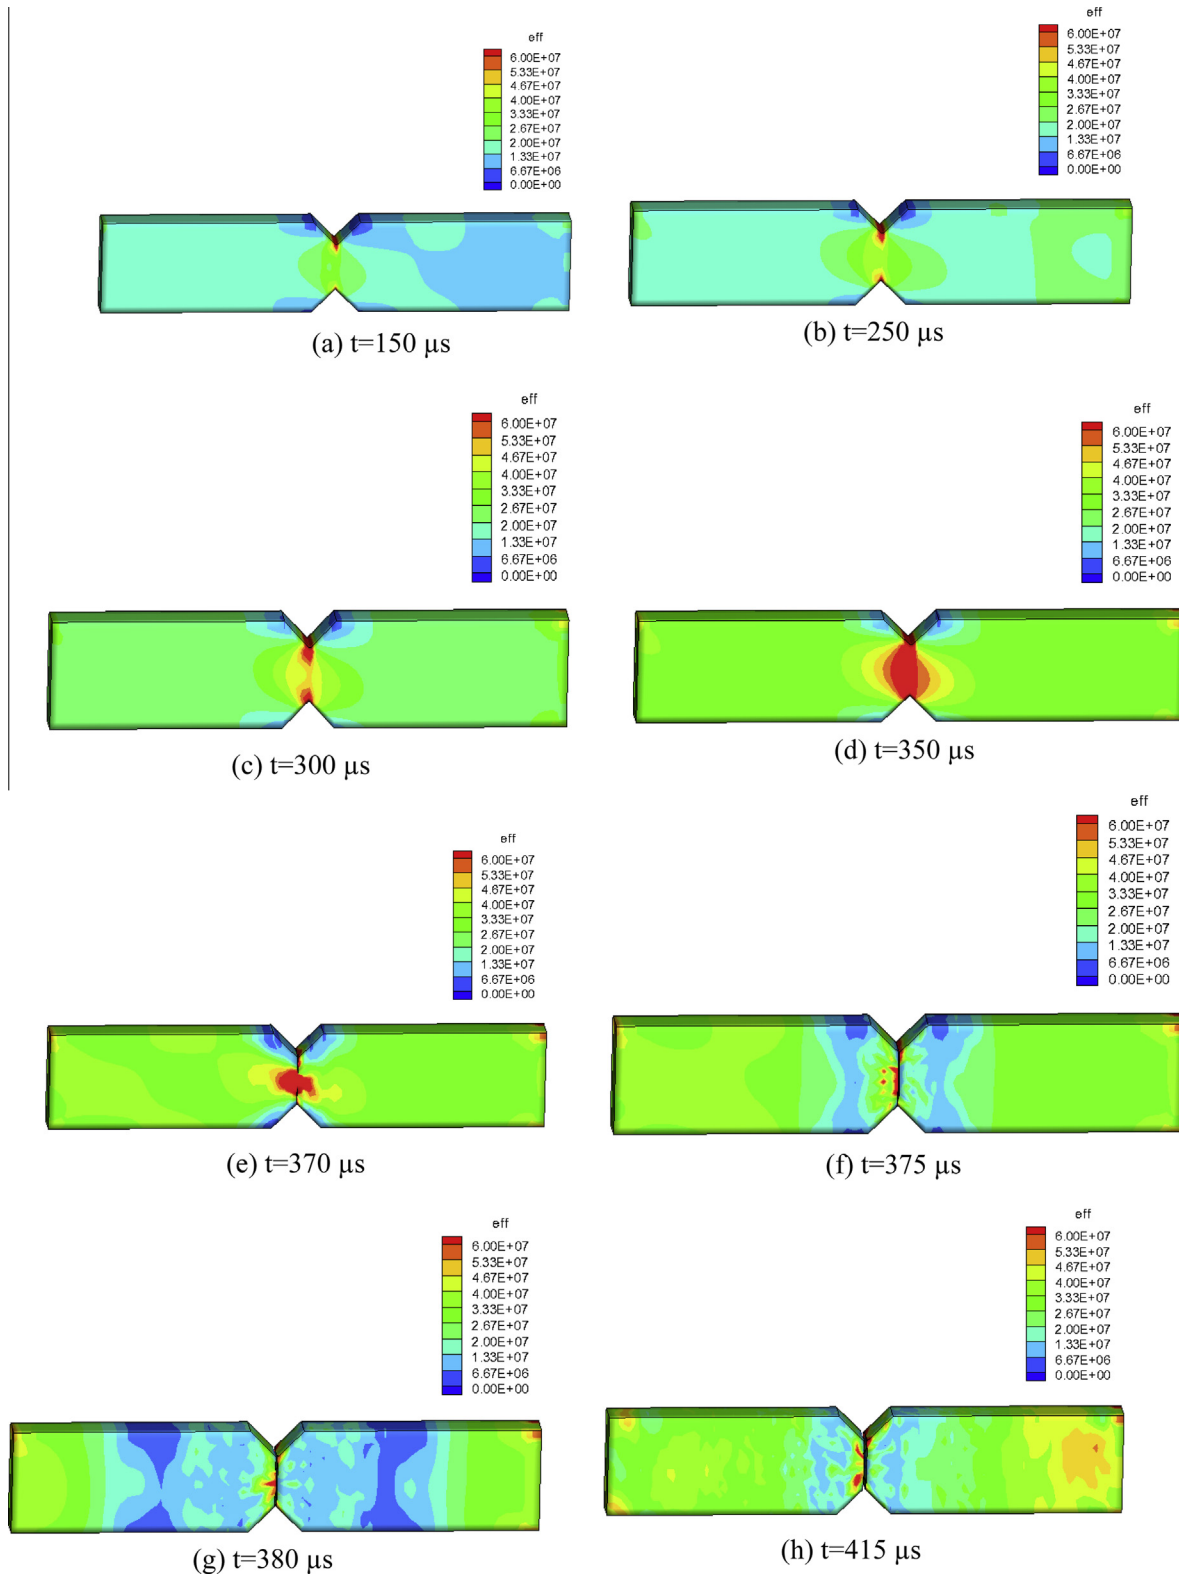 eff
6.00E+07
5.33E+07
4.67E+07
4.00E+07
3.33E+07
2.67E+07
2.00E+07
1.33E+07
6.67E+06
0.00E+00
(a) t=150 µs
eff
6.00E+07
5.33E+07
4.67E+07
4.00E+07
3.33E+07
2.67E+07
2.00E+07
1.33E+07
6.67E+06
0.00E+00
(b) t=250 µs
eff
6.00E+07
5.33E+07
4.67E+07
4.00E+07
3.33E+07
2.67E+07
2.00E+07
1.33E+07
6.67E+06
0.00E+00
(c) t=300 µs
eff
6.00E+07
5.33E+07
4.67E+07
4.00E+07
3.33E+07
2.67E+07
2.00E+07
1.33E+07
6.67E+06
0.00E+00
(d) t=350 µs
eff
6.00E+07
5.33E+07
4.67E+07
4.00E+07
3.33E+07
2.67E+07
2.00E+07
1.33E+07
6.67E+06
0.00E+00
(e) t=370 µs
eff
6.00E+07
5.33E+07
4.67E+07
4.00E+07
3.33E+07
2.67E+07
2.00E+07
1.33E+07
6.67E+06
0.00E+00
(f) t=375 µs
eff
6.00E+07
5.33E+07
4.67E+07
4.00E+07
3.33E+07
2.67E+07
2.00E+07
1.33E+07
6.67E+06
0.00E+00
(g) t=380 µs
eff
6.00E+07
5.33E+07
4.67E+07
4.00E+07
3.33E+07
2.67E+07
2.00E+07
1.33E+07
6.67E+06
0.00E+00
(h) t=415 µs